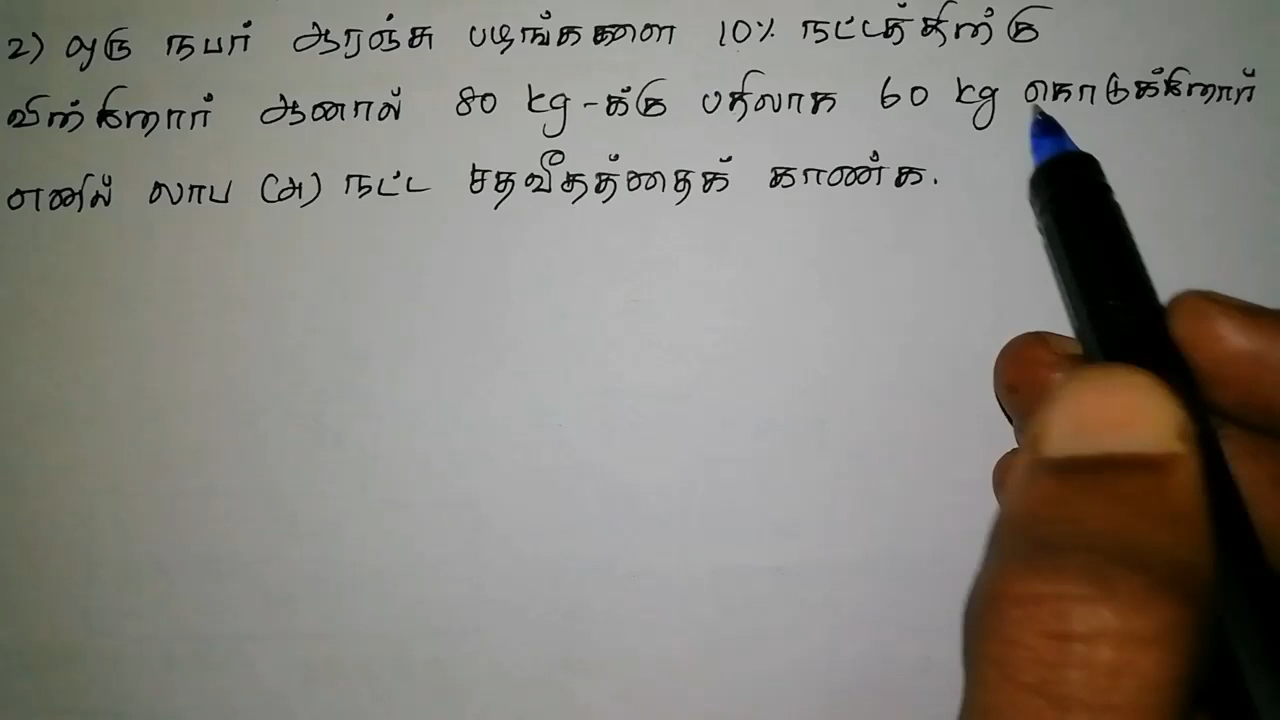 2) ஒரு நபர் ஆரஞ்சு பழங்களை 10% நட்டத்திற்கு
விற்கிறார் ஆனால் 80 kg-க்கு பதிலாக 60 kg கொடுக்கிறார்
எனில் லாப (அ) நட்ட சதவீதத்தைக் காண்க.